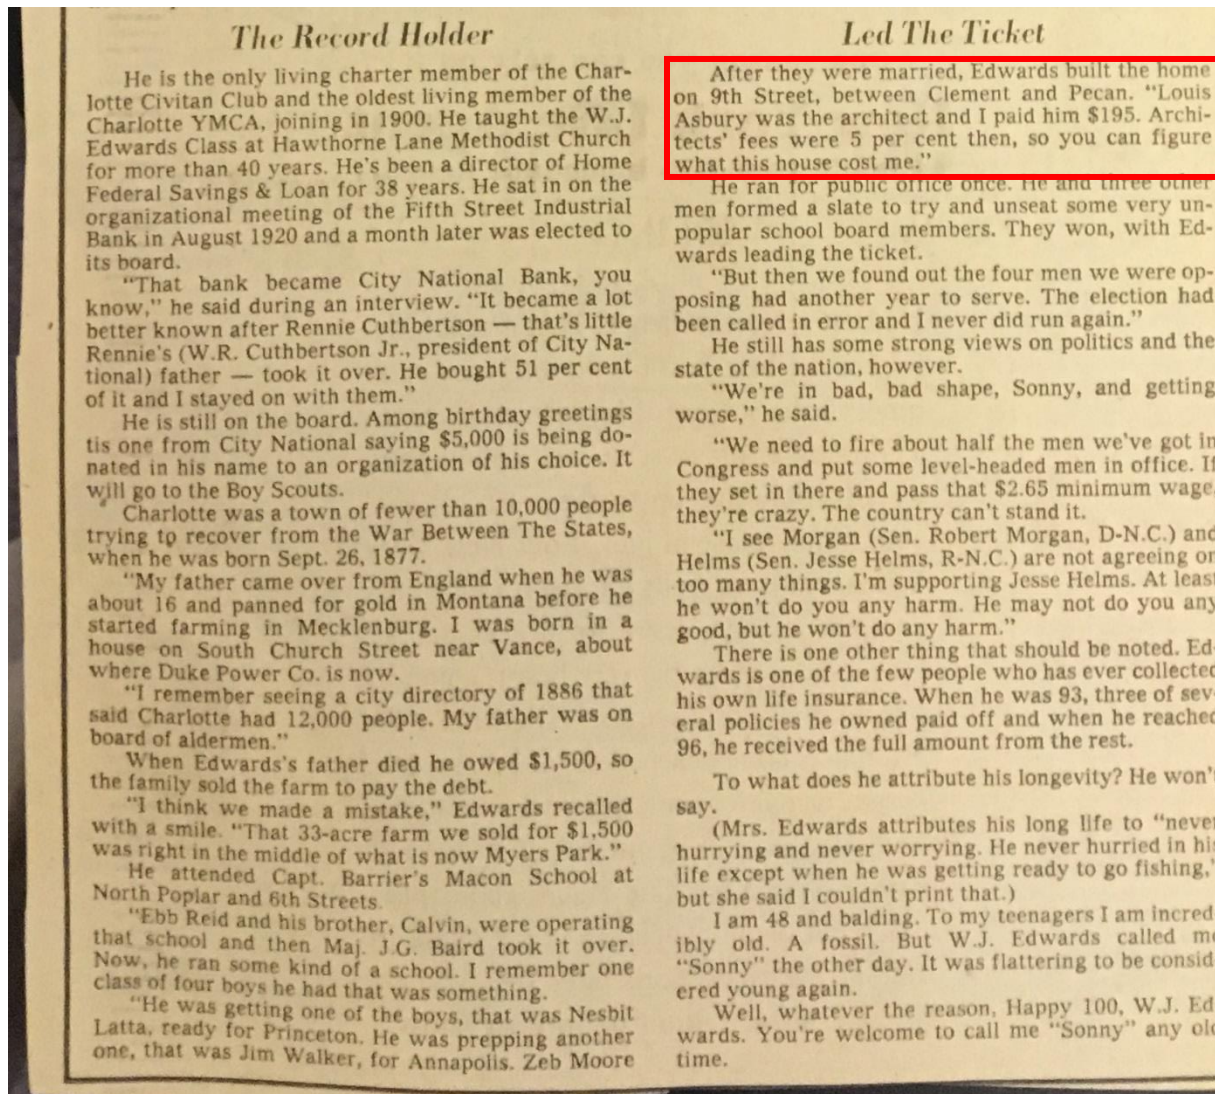 The Record Holder
He is the only living charter member of the Char-
lotte Civitan Club and the oldest living member of the
Charlotte YMCA, joining in 1900. He taught the W.J.
Edwards Class at Hawthorne Lane Methodist Church
for more than 40 years. He's been a director of Home
Federal Savings & Loan for 38 years. He sat in on the
organizational meeting of the Fifth Street Industrial
Bank in August 1920 and a month later was elected to
its board.
"That bank became City National Bank, you
know," he said during an interview. "It became a lot
better known after Rennie Cuthbertson — that's little
Rennie's (W.R. Cuthbertson Jr., president of City Na-
tional) father — took it over. He bought 51 per cent
of it and I stayed on with them."
He is still on the board. Among birthday greetings
tis one from City National saying $5,000 is being do-
nated in his name to an organization of his choice. It
will go to the Boy Scouts.
Charlotte was a town of fewer than 10,000 people
trying to recover from the War Between The States,
when he was born Sept. 26, 1877.
"My father came over from England when he was
about 16 and panned for gold in Montana before he
started farming in Mecklenburg. I was born in a
house on South Church Street near Vance, about
where Duke Power Co. is now.
"I remember seeing a city directory of 1886 that
said Charlotte had 12,000 people. My father was on
board of aldermen."
When Edwards's father died he owed $1,500, so
the family sold the farm to pay the debt.
"I think we made a mistake," Edwards recalled
with a smile. "That 33-acre farm we sold for $1,500
was right in the middle of what is now Myers Park."
He attended Capt. Barrier's Macon School at
North Poplar and 6th Streets.
"Ebb Reid and his brother, Calvin, were operating
that school and then Maj. J.G. Baird took it over.
Now, he ran some kind of a school. I remember one
class of four boys he had that was something.
"He was getting one of the boys, that was Nesbit
Latta, ready for Princeton. He was prepping another
one, that was Jim Walker, for Annapolis. Zeb Moore
Led The Ticket
After they were married, Edwards built the home
on 9th Street, between Clement and Pecan. "Louis
Asbury was the architect and I paid him $195. Archi-
tects' fees were 5 per cent then, so you can figure
what this house cost me."
He ran for public office once. He and three other
men formed a slate to try and unseat some very un-
popular school board members. They won, with Ed-
wards leading the ticket.
"But then we found out the four men we were op-
posing had another year to serve. The election had
been called in error and I never did run again."
He still has some strong views on politics and the
state of the nation, however.
"We're in bad, bad shape, Sonny, and getting
worse," he said.
"We need to fire about half the men we've got in
Congress and put some level-headed men in office. If
they set in there and pass that $2.65 minimum wage,
they're crazy. The country can't stand it.
"I see Morgan (Sen. Robert Morgan, D-N.C.) and
Helms (Sen. Jesse Helms, R-N.C.) are not agreeing on
too many things. I'm supporting Jesse Helms. At least
he won't do you any harm. He may not do you any
good, but he won't do any harm."
There is one other thing that should be noted. Ed-
wards is one of the few people who has ever collected
his own life insurance. When he was 93, three of sev-
eral policies he owned paid off and when he reached
96, he received the full amount from the rest.
To what does he attribute his longevity? He won't
say.
(Mrs. Edwards attributes his long life to "never
hurrying and never worrying. He never hurried in his
life except when he was getting ready to go fishing,"
but she said I couldn't print that.)
I am 48 and balding. To my teenagers I am incred-
ibly old. A fossil. But W.J. Edwards called me
"Sonny" the other day. It was flattering to be consid-
ered young again.
Well, whatever the reason, Happy 100, W.J. Ed-
wards. You're welcome to call me "Sonny" any old
time.